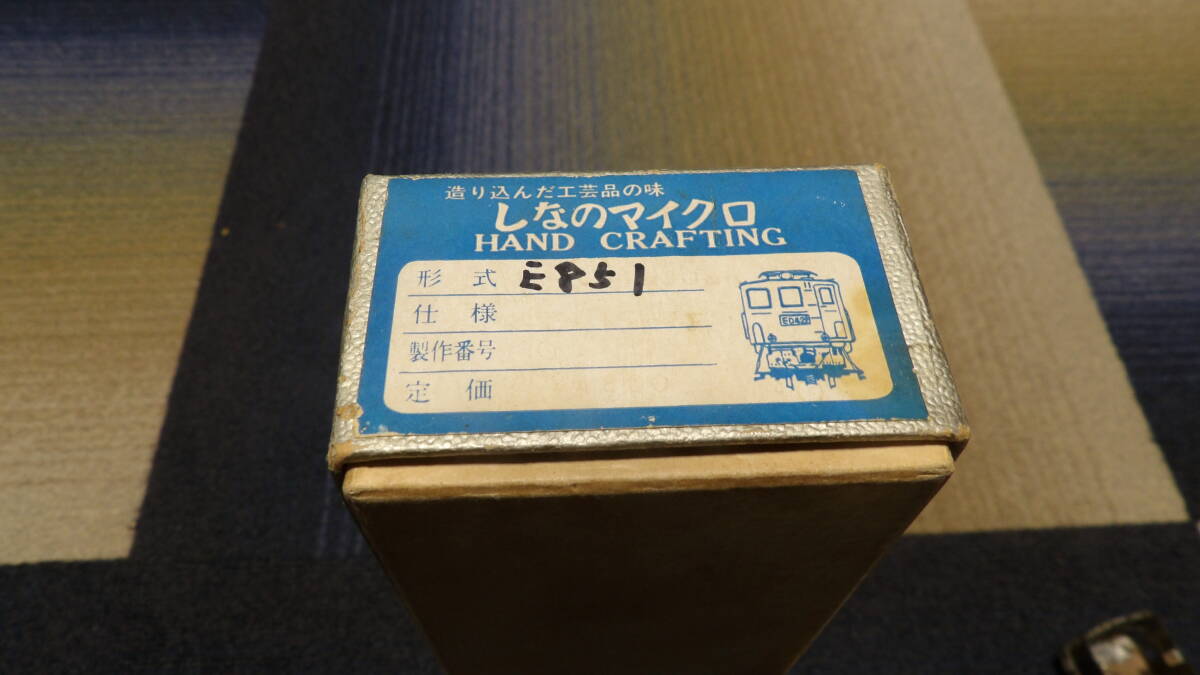 造り込んだ工芸品の味
しなのマイクロ
HAND CRAFTING
形式 EP51
仕様
製作番号
定価